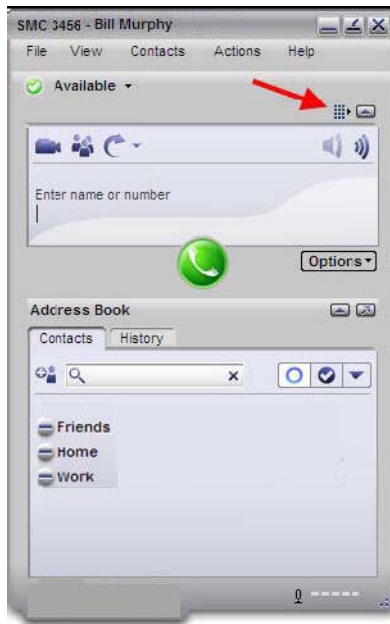 SMC 3456 - Bill Murphy
File View Contacts Actions Help
Available
Enter name or number
Options
Address Book
Contacts History
Friends
Home
Work
0